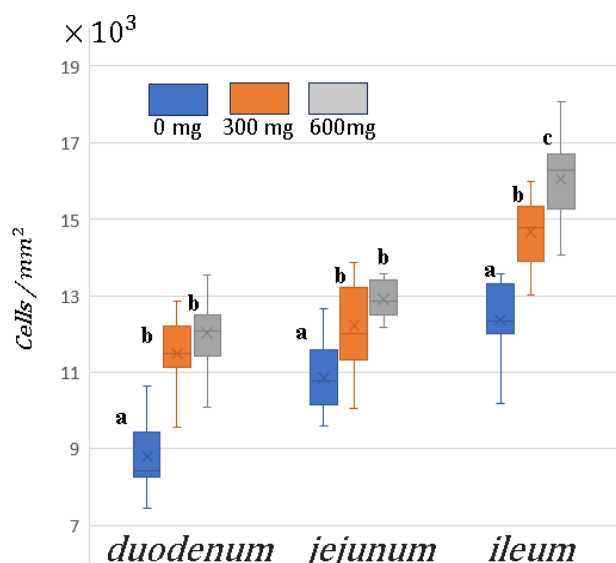 × 10³
19
0 mg 300 mg 600mg
17
c
b
15
a
b
b
13
b
b
a
11
a
9
7
Cells / mm²
duodenum jejunum ileum